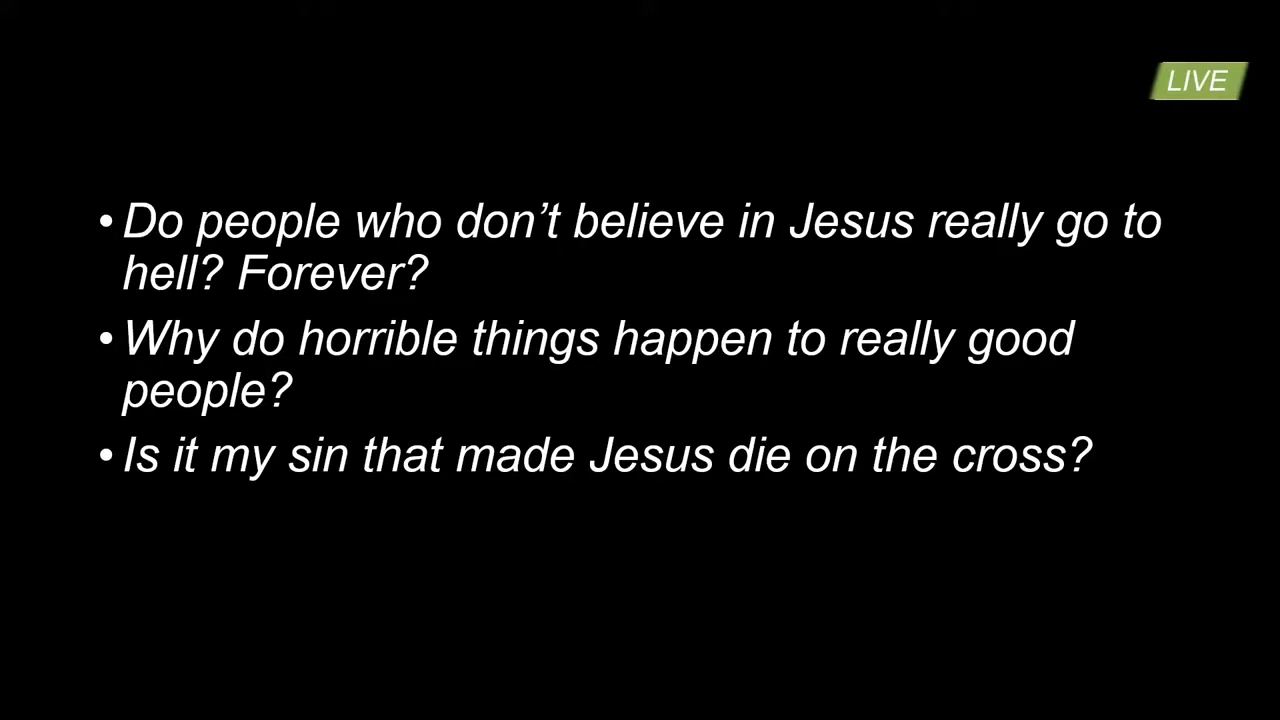 LIVE
•Do people who don’t believe in Jesus really go to
hell? Forever?
•Why do horrible things happen to really good
people?
•Is it my sin that made Jesus die on the cross?